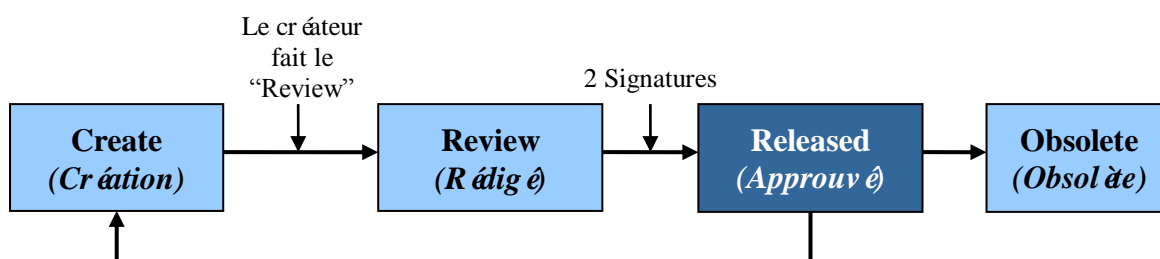 Le créateur
fait le
“Review”
2 Signatures
Create
(Création)
Review
(Rédigé)
Released
(Approuvé)
Obsolete
(Obsolète)